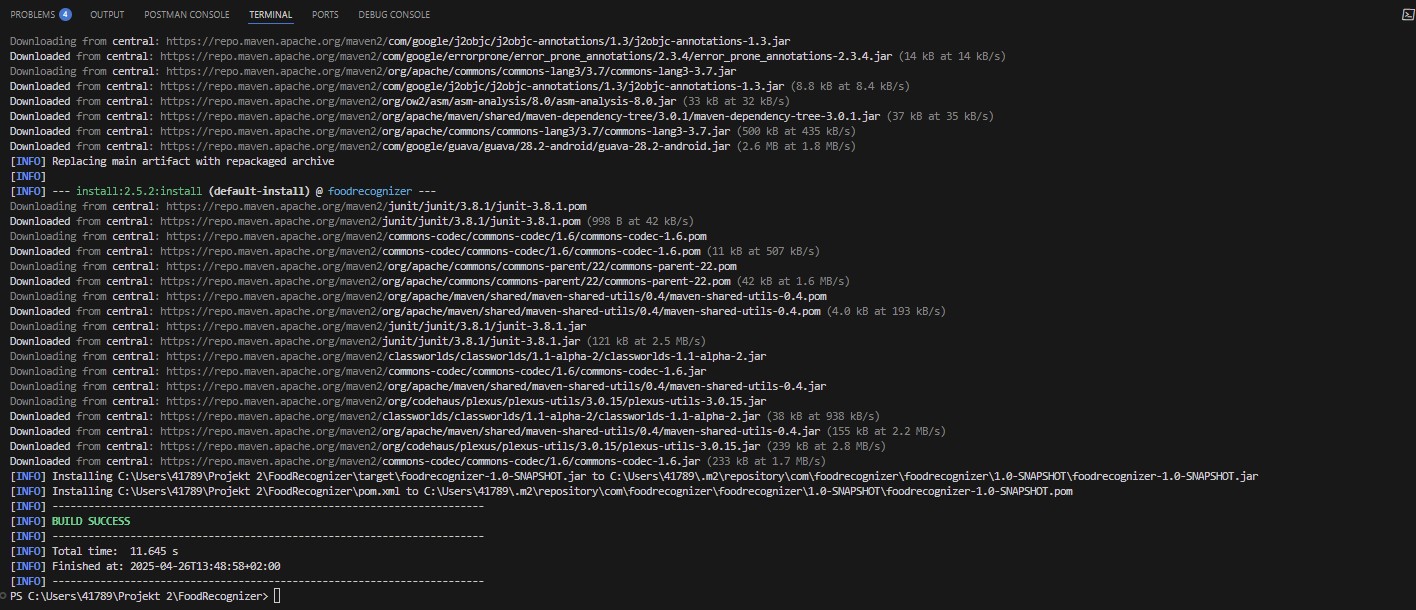 PROBLEMS 4 OUTPUT POSTMAN CONSOLE TERMINAL PORTS DEBUG CONSOLE
Downloading from central: https://repo.maven.apache.org/maven2/com/google/j2objc/j2objc-annotations/1.3/j2objc-annotations-1.3.jar
Downloaded from central: https://repo.maven.apache.org/maven2/com/google/errorprone/error_prone_annotations/2.3.4/error_prone_annotations-2.3.4.jar (14 kB at 14 kB/s)
Downloading from central: https://repo.maven.apache.org/maven2/org/apache/commons/commons-lang3/3.7/commons-lang3-3.7.jar
Downloaded from central: https://repo.maven.apache.org/maven2/com/google/j2objc/j2objc-annotations/1.3/j2objc-annotations-1.3.jar (8.8 kB at 8.4 kB/s)
Downloaded from central: https://repo.maven.apache.org/maven2/org/ow2/asm/asm-analysis/8.0/asm-analysis-8.0.jar (33 kB at 32 kB/s)
Downloaded from central: https://repo.maven.apache.org/maven2/org/apache/maven/shared/maven-dependency-tree/3.0.1/maven-dependency-tree-3.0.1.jar (37 kB at 35 kB/s)
Downloaded from central: https://repo.maven.apache.org/maven2/org/apache/commons/commons-lang3/3.7/commons-lang3-3.7.jar (500 kB at 435 kB/s)
Downloaded from central: https://repo.maven.apache.org/maven2/com/google/guava/guava/28.2-android/guava-28.2-android.jar (2.6 MB at 1.8 MB/s)
[INFO] Replacing main artifact with repackaged archive
[INFO]
[INFO] --- install:2.5.2:install (default-install) @ foodrecognizer ---
Downloading from central: https://repo.maven.apache.org/maven2/junit/junit/3.8.1/junit-3.8.1.pom
Downloaded from central: https://repo.maven.apache.org/maven2/junit/junit/3.8.1/junit-3.8.1.pom (998 B at 42 kB/s)
Downloading from central: https://repo.maven.apache.org/maven2/commons-codec/commons-codec/1.6/commons-codec-1.6.pom
Downloaded from central: https://repo.maven.apache.org/maven2/commons-codec/commons-codec/1.6/commons-codec-1.6.pom (11 kB at 507 kB/s)
Downloading from central: https://repo.maven.apache.org/maven2/org/apache/commons/commons-parent/22/commons-parent-22.pom
Downloaded from central: https://repo.maven.apache.org/maven2/org/apache/commons/commons-parent/22/commons-parent-22.pom (42 kB at 1.6 MB/s)
Downloading from central: https://repo.maven.apache.org/maven2/org/apache/maven/shared/maven-shared-utils/0.4/maven-shared-utils-0.4.pom
Downloaded from central: https://repo.maven.apache.org/maven2/org/apache/maven/shared/maven-shared-utils/0.4/maven-shared-utils-0.4.pom (4.0 kB at 193 kB/s)
Downloading from central: https://repo.maven.apache.org/maven2/junit/junit/3.8.1/junit-3.8.1.jar
Downloaded from central: https://repo.maven.apache.org/maven2/junit/junit/3.8.1/junit-3.8.1.jar (121 kB at 2.5 MB/s)
Downloading from central: https://repo.maven.apache.org/maven2/classworlds/classworlds/1.1-alpha-2/classworlds-1.1-alpha-2.jar
Downloading from central: https://repo.maven.apache.org/maven2/commons-codec/commons-codec/1.6/commons-codec-1.6.jar
Downloading from central: https://repo.maven.apache.org/maven2/org/apache/maven/shared/maven-shared-utils/0.4/maven-shared-utils-0.4.jar
Downloading from central: https://repo.maven.apache.org/maven2/org/codehaus/plexus/plexus-utils/3.0.15/plexus-utils-3.0.15.jar
Downloaded from central: https://repo.maven.apache.org/maven2/classworlds/classworlds/1.1-alpha-2/classworlds-1.1-alpha-2.jar (38 kB at 938 kB/s)
Downloaded from central: https://repo.maven.apache.org/maven2/org/apache/maven/shared/maven-shared-utils/0.4/maven-shared-utils-0.4.jar (155 kB at 2.2 MB/s)
Downloaded from central: https://repo.maven.apache.org/maven2/org/codehaus/plexus/plexus-utils/3.0.15/plexus-utils-3.0.15.jar (239 kB at 2.8 MB/s)
Downloaded from central: https://repo.maven.apache.org/maven2/commons-codec/commons-codec/1.6/commons-codec-1.6.jar (233 kB at 1.7 MB/s)
[INFO] Installing C:\Users\41789\Projekt 2\FoodRecognizer\target\foodrecognizer-1.0-SNAPSHOT.jar to C:\Users\41789\.m2\repository\com\foodrecognizer\foodrecognizer\1.0-SNAPSHOT\foodrecognizer-1.0-SNAPSHOT.jar
[INFO] Installing C:\Users\41789\Projekt 2\FoodRecognizer\pom.xml to C:\Users\41789\.m2\repository\com\foodrecognizer\foodrecognizer\1.0-SNAPSHOT\foodrecognizer-1.0-SNAPSHOT.pom
[INFO] ------------------------------------------------------------------------
[INFO] BUILD SUCCESS
[INFO] ------------------------------------------------------------------------
[INFO] Total time:  11.645 s
[INFO] Finished at: 2025-04-26T13:48:58+02:00
[INFO] ------------------------------------------------------------------------
PS C:\Users\41789\Projekt 2\FoodRecognizer>